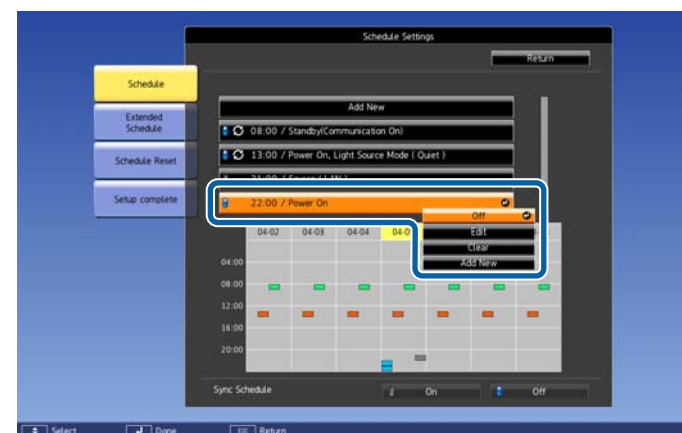 Schedule Settings
Return
Schedule
Extended
Schedule
Schedule Reset
Setup complete
Add New
08:00 / Standby(Communication On)
13:00 / Power On, Light Source Mode ( Quiet )
22:00 / Power On
Off
Edit
Clear
Add New
04-02 04-03 04-04
04:00
08:00
12:00
16:00
20:00
Sync Schedule On Off
Select Done Return